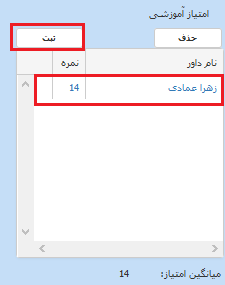 امتیاز آموزشی
حذف ثبت
نام داور نمره
زهرا عمادی 14
میانگین امتیاز: 14